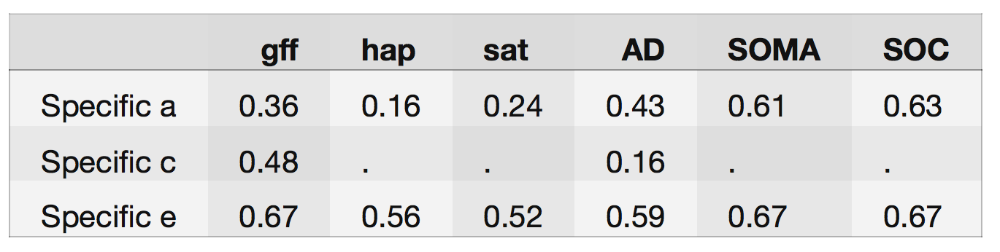 gff hap sat AD SOMA SOC
Specific a 0.36 0.16 0.24 0.43 0.61 0.63
Specific c 0.48 . . 0.16 . .
Specific e 0.67 0.56 0.52 0.59 0.67 0.67